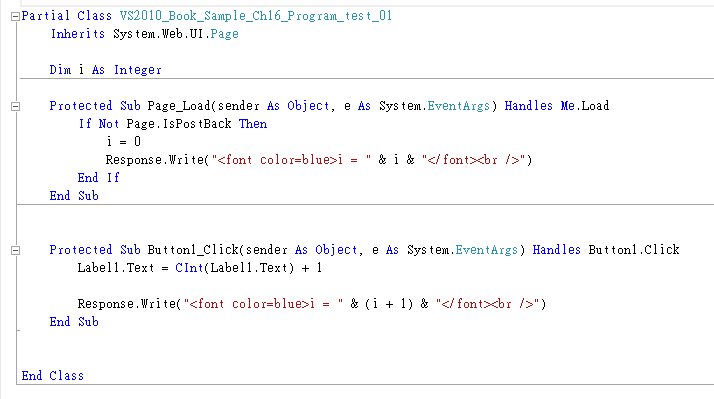 Partial Class VS2010_Book_Sample_Ch16_Program_test_01
Inherits System.Web.UI.Page
Dim i As Integer
Protected Sub Page_Load(sender As Object, e As System.EventArgs) Handles Me.Load
If Not Page.IsPostBack Then
i = 0
Response.Write("<font color=blue>i = " & i & "</font><br />")
End If
End Sub
Protected Sub Button1_Click(sender As Object, e As System.EventArgs) Handles Button1.Click
Label1.Text = CInt(Label1.Text) + 1
Response.Write("<font color=blue>i = " & (i + 1) & "</font><br />")
End Sub
End Class